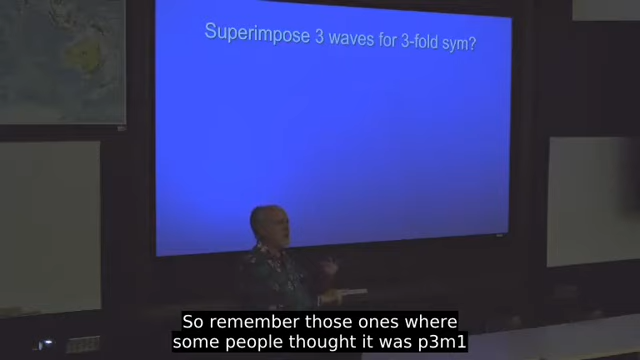 Superimpose 3 waves for 3-fold sym?
So remember those ones where
some people thought it was p3m1